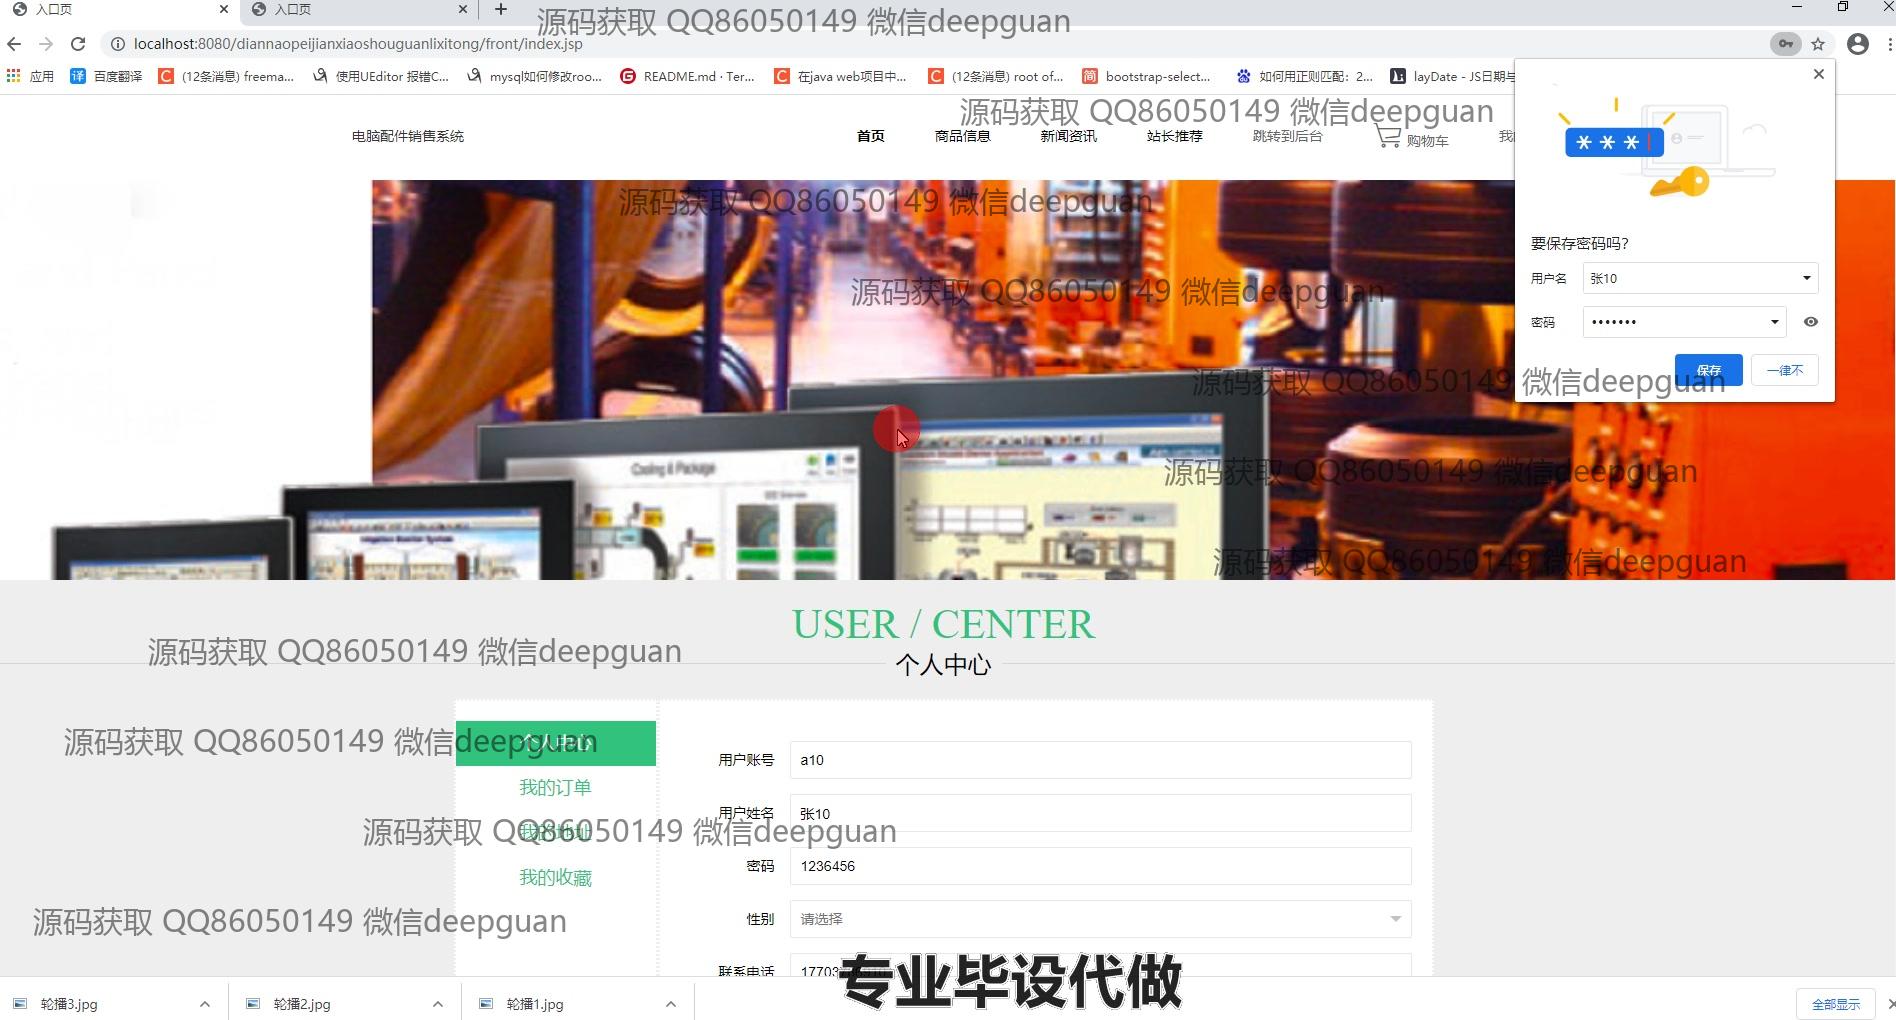 入口页
入口页
源码获取 QQ86050149 微信deepguan
localhost:8080/diannaopeijianxiaoshouguanlixitong/front/index.jsp
应用
百度翻译
(12条消息) freema...
使用UEditor 报错C...
mysql如何修改roo...
README.md · Ter...
在java web项目中...
(12条消息) root of...
bootstrap-select...
如何用正则匹配：2...
layDate - JS日期与
源码获取 QQ86050149 微信deepguan
电脑配件销售系统
首页
商品信息
新闻资讯
站长推荐
跳转到后台
购物车
我
源码获取 QQ86050149 微信deepguan
要保存密码吗?
用户名
张10
源码获取 QQ86050149 微信deepguan
密码
•••••••
保存
一律不
源码获取 QQ86050149 微信deepguan
Cooling & Package
源码获取 QQ86050149 微信deepguan
源码获取 QQ86050149 微信deepguan
USER / CENTER
个人中心
源码获取 QQ86050149 微信deepguan
个人中心
源码获取 QQ86050149 微信deepguan
我的订单
我的地址
源码获取 QQ86050149 微信deepguan
我的收藏
源码获取 QQ86050149 微信deepguan
用户账号
a10
用户姓名
张10
密码
1236456
性别
请选择
联系电话
专业毕设代做
轮播3.jpg
轮播2.jpg
轮播1.jpg
全部显示